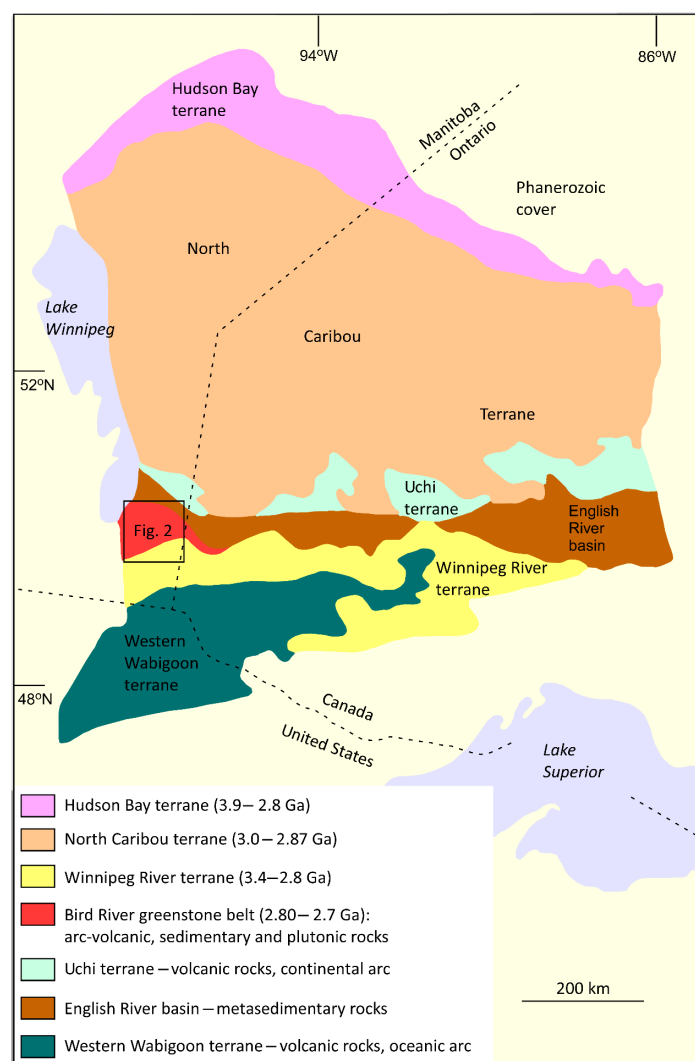 94ºW
86ºW
Hudson Bay
terrane
Manitoba
Ontario
Phanerozoic
cover
North
Lake
Winnipeg
Caribou
52ºN
Terrane
Uchi
terrane
English
River
basin
Fig. 2
Winnipeg River
terrane
Western
Wabigoon
terrane
48ºN
Canada
United States
Lake
Superior
Hudson Bay terrane (3.9–2.8 Ga)
North Caribou terrane (3.0–2.87 Ga)
Winnipeg River terrane (3.4–2.8 Ga)
Bird River greenstone belt (2.80–2.7 Ga):
arc-volcanic, sedimentary and plutonic rocks
Uchi terrane–volcanic rocks, continental arc
English River basin–metasedimentary rocks
Western Wabigoon terrane–volcanic rocks, oceanic arc
200 km